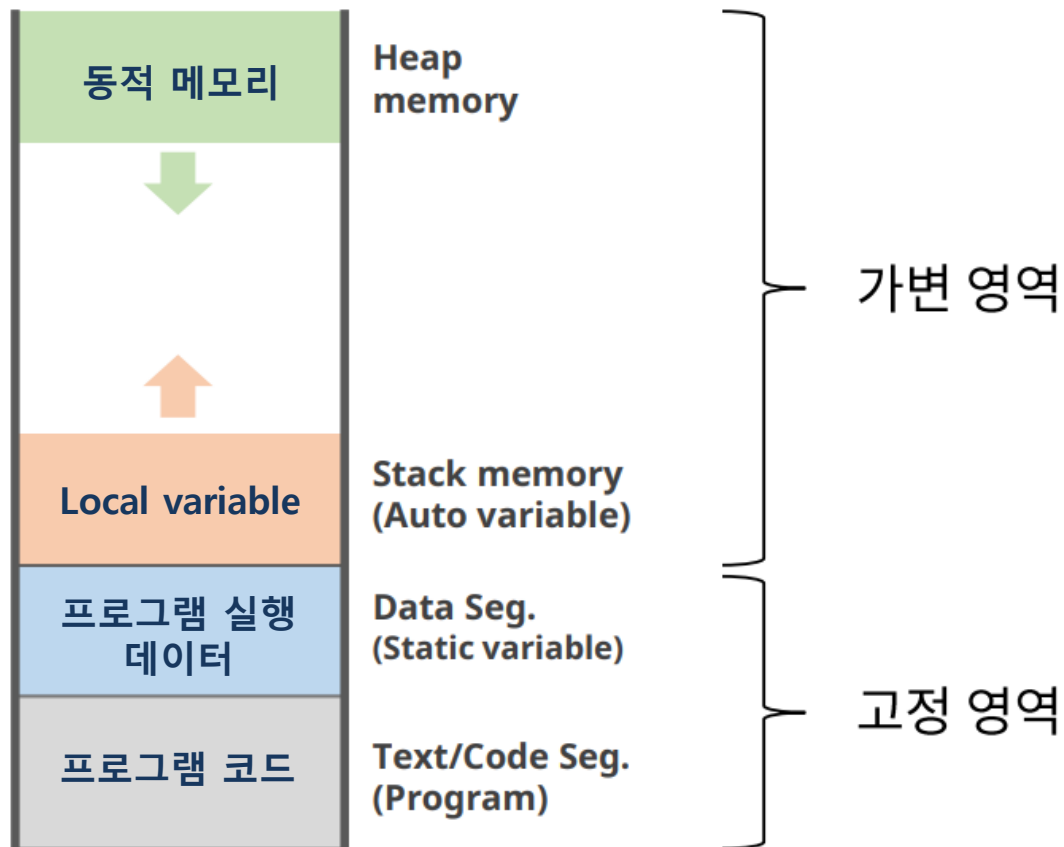 동적 메모리
Heap
memory
가변 영역
Local variable
Stack memory
(Auto variable)
프로그램 실행
데이터
Data Seg.
(Static variable)
고정 영역
프로그램 코드
Text/Code Seg.
(Program)